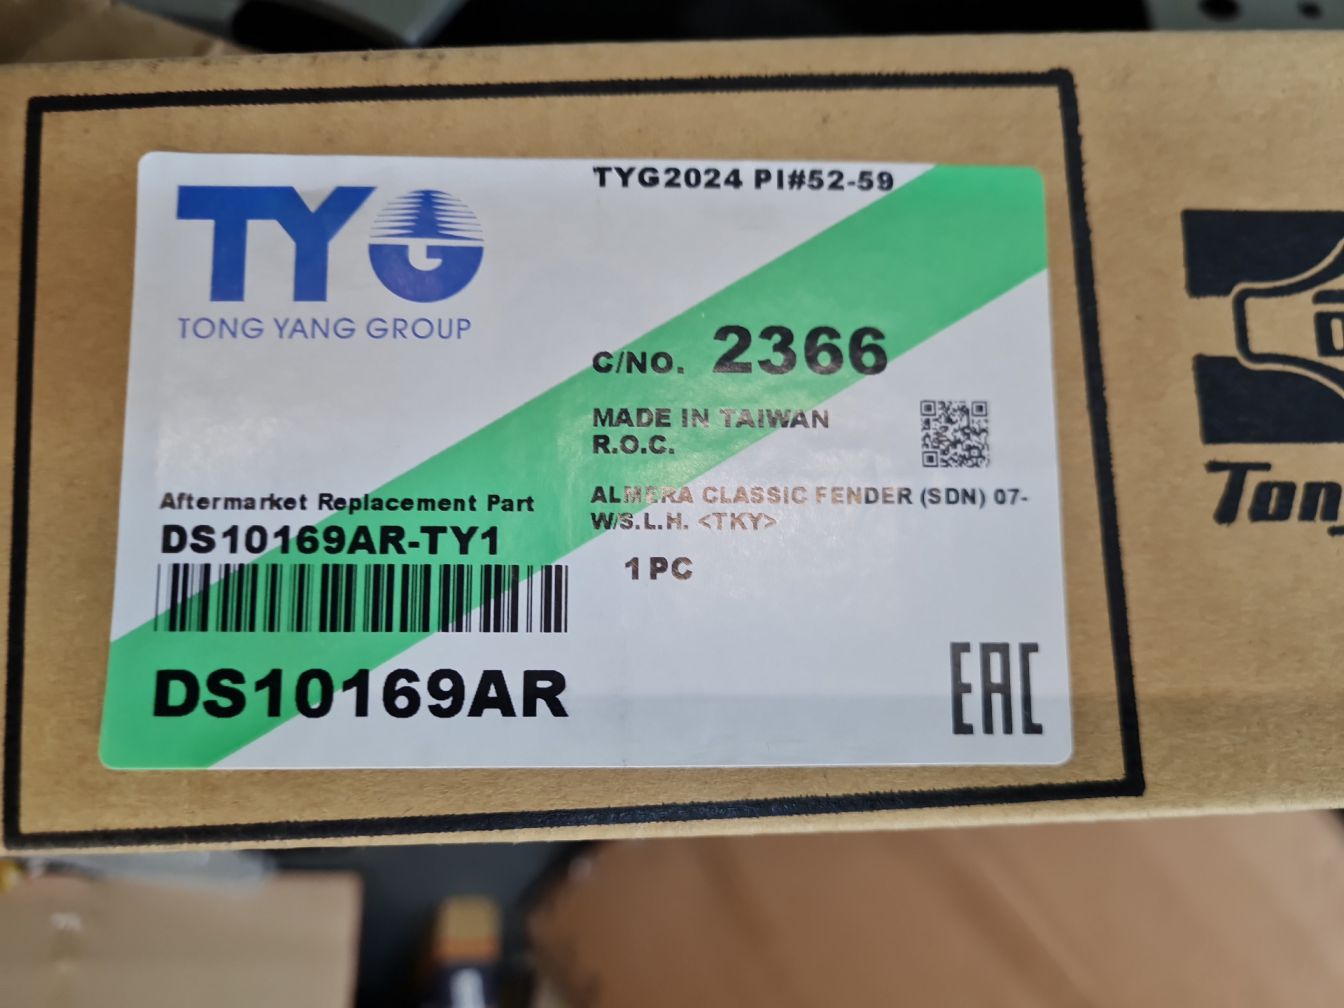 TYG2024 PI#52-59
TYG
TONG YANG GROUP
C/NO. 2366
MADE IN TAIWAN
R.O.C.
Aftermarket Replacement Part
DS10169AR-TY1
ALMERA CLASSIC FENDER (SDN) 07-
W/S.L.H. <TKY>
1 PC
DS10169AR
EAC
Ton